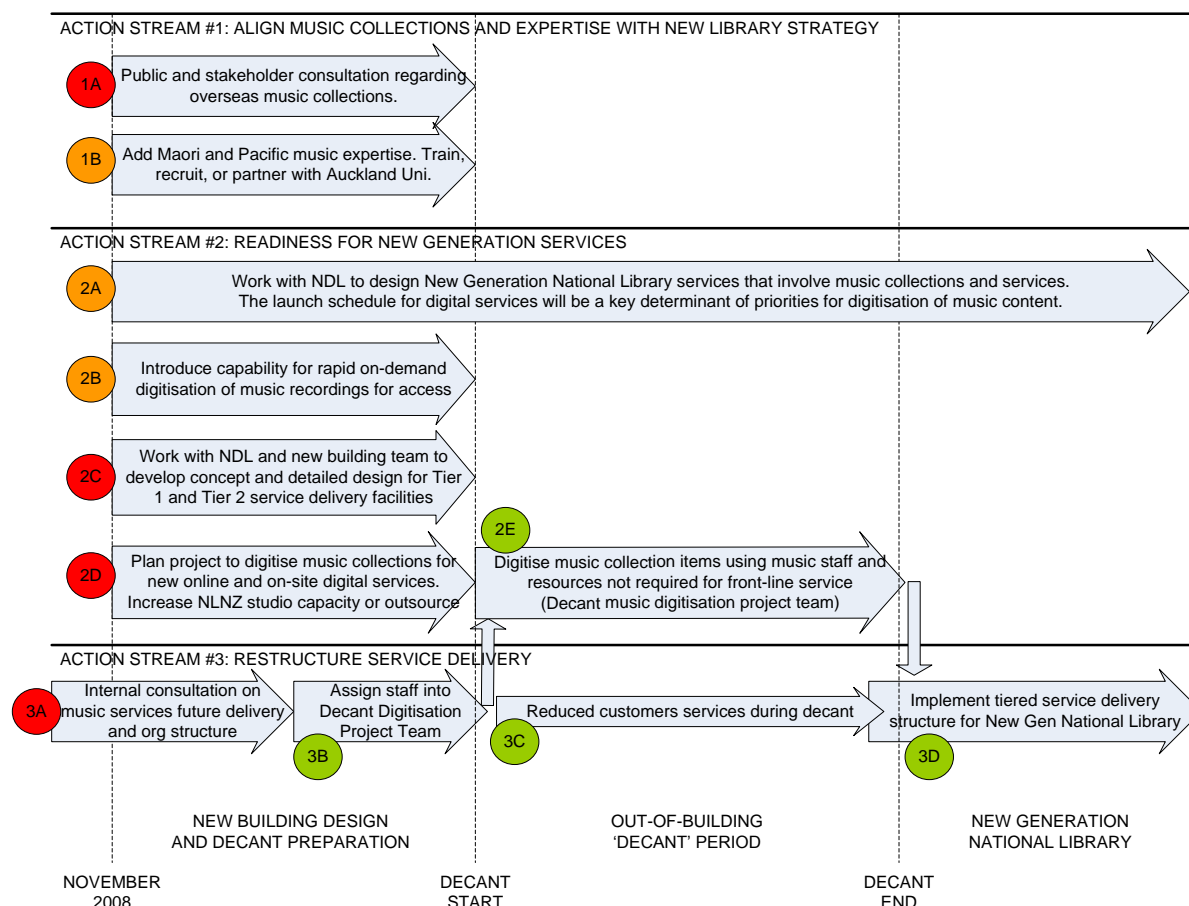 ACTION STREAM #1: ALIGN MUSIC COLLECTIONS AND EXPERTISE WITH NEW LIBRARY STRATEGY
1A
Public and stakeholder consultation regarding
overseas music collections.
1B
Add Maori and Pacific music expertise. Train,
recruit, or partner with Auckland Uni.
ACTION STREAM #2: READINESS FOR NEW GENERATION SERVICES
2A
Work with NDL to design New Generation National Library services that involve music collections and services.
The launch schedule for digital services will be a key determinant of priorities for digitisation of music content.
2B
Introduce capability for rapid on-demand
digitisation of music recordings for access
2C
Work with NDL and new building team to
develop concept and detailed design for Tier
1 and Tier 2 service delivery facilities
2D
Plan project to digitise music collections for
new online and on-site digital services.
Increase NLNZ studio capacity or outsource
2E
Digitise music collection items using music staff and
resources not required for front-line service
(Decant music digitisation project team)
ACTION STREAM #3: RESTRUCTURE SERVICE DELIVERY
3A
Internal consultation on
music services future delivery
and org structure
Assign staff into
Decant Digitisation
Project Team
3B
Reduced customers services during decant
3C
Implement tiered service delivery
structure for New Gen National Library
3D
NEW BUILDING DESIGN
AND DECANT PREPARATION
OUT-OF-BUILDING
‘DECANT’ PERIOD
NEW GENERATION
NATIONAL LIBRARY
NOVEMBER
2008
DECANT
START
DECANT
END